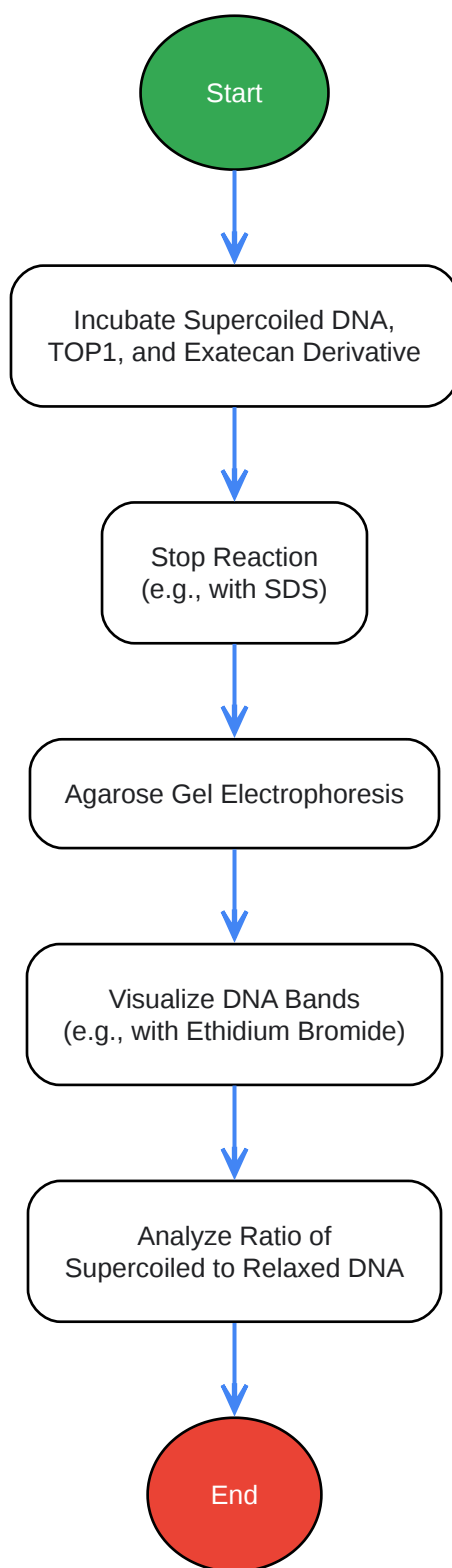 Start
Incubate Supercoiled DNA,
TOP1, and Exatecan Derivative
Stop Reaction
(e.g., with SDS)
Agarose Gel Electrophoresis
Visualize DNA Bands
(e.g., with Ethidium Bromide)
Analyze Ratio of
Supercoiled to Relaxed DNA
End